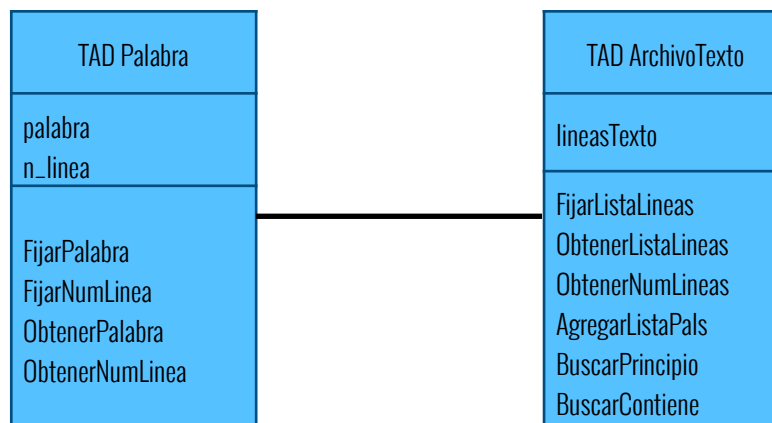 TAD Palabra
palabra
n_linea
FijarPalabra
FijarNumLinea
ObtenerPalabra
ObtenerNumLinea
TAD ArchivoTexto
lineasTexto
FijarListaLineas
ObtenerListaLineas
ObtenerNumLineas
AgregarListaPals
BuscarPrincipio
BuscarContiene